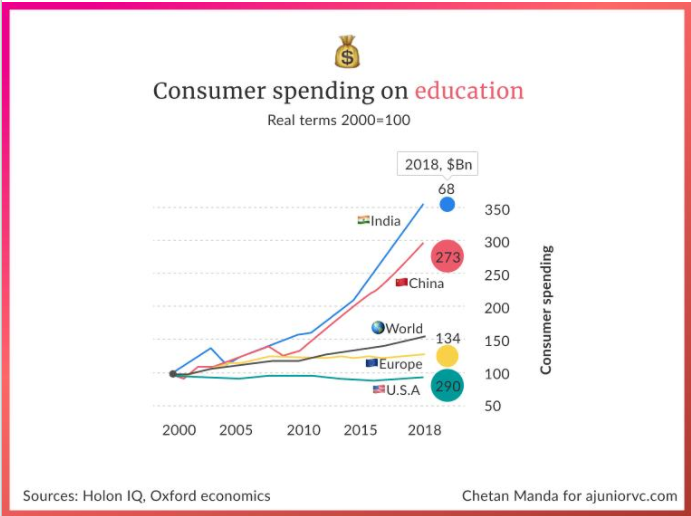 $
Consumer spending on education
Real terms 2000=100
2018, $Bn
68
350
India
300
273
250
China
200
World
150
134
Europe
100
290
U.S.A
50
Consumer spending
2000 2005 2010 2015 2018
Sources: Holon IQ, Oxford economics
Chetan Manda for ajuniorvc.com